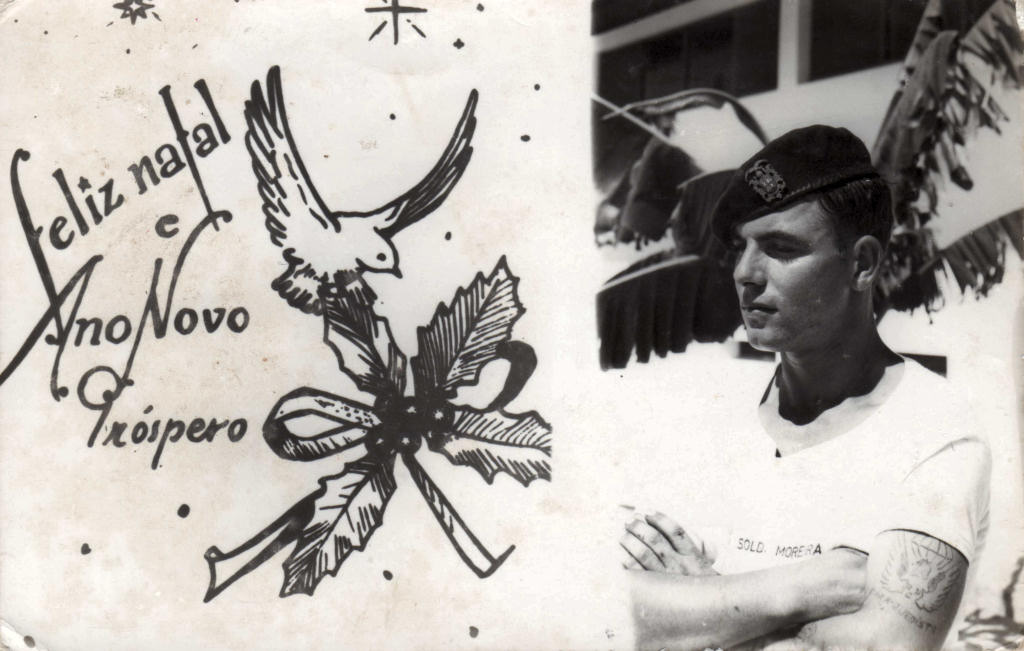 Feliz natal
e
Ano Novo
Próspero
SOLD. MOREIRA